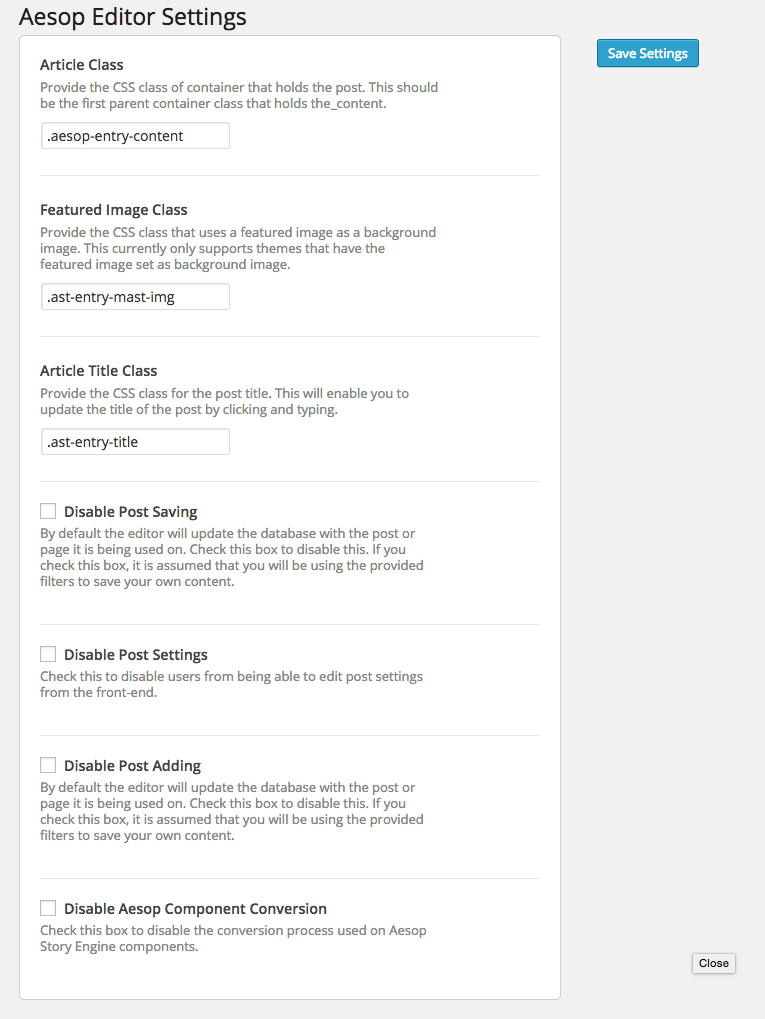 Aesop Editor Settings
Save Settings
Article Class
Provide the CSS class of container that holds the post. This should
be the first parent container class that holds the_content.
.aesop-entry-content
Featured Image Class
Provide the CSS class that uses a featured image as a background
image. This currently only supports themes that have the
featured image set as background image.
.ast-entry-mast-img
Article Title Class
Provide the CSS class for the post title. This will enable you to
update the title of the post by clicking and typing.
.ast-entry-title
Disable Post Saving
By default the editor will update the database with the post or
page it is being used on. Check this box to disable this. If you
check this box, it is assumed that you will be using the provided
filters to save your own content.
Disable Post Settings
Check this to disable users from being able to edit post settings
from the front-end.
Disable Post Adding
By default the editor will update the database with the post or
page it is being used on. Check this box to disable this. If you
check this box, it is assumed that you will be using the provided
filters to save your own content.
Disable Aesop Component Conversion
Check this box to disable the conversion process used on Aesop
Story Engine components.
Close